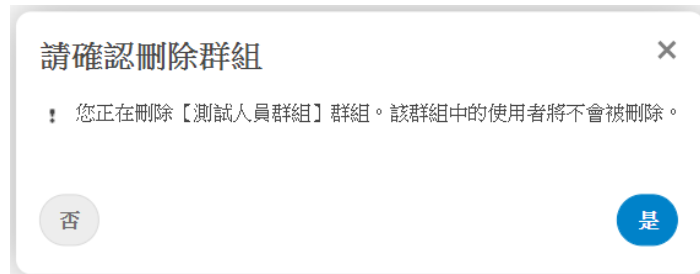 請確認刪除群組
! 您正在刪除【測試人員群組】群組。該群組中的使用者將不會被刪除。
否
是